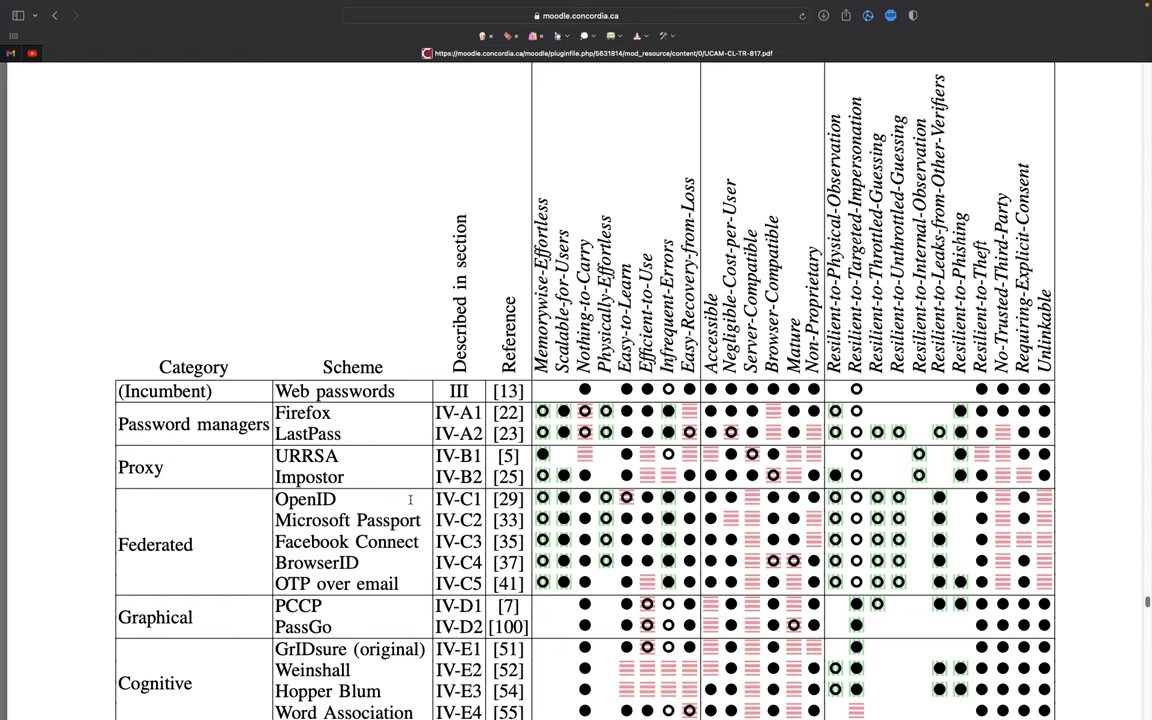 moodle.concordia.ca
https://moodle.concordia.ca/moodle/pluginfile.php/5631814/mod_resource/content/0/UCAM-CL-TR-817.pdf
Category Scheme Described in section Reference Memorywise-Effortless Scalable-for-Users Nothing-to-Carry Physically-Effortless Easy-to-Learn Efficient-to-Use Infrequent-Errors Easy-Recovery-from-Loss Accessible Negligible-Cost-per-User Server-Compatible Browser-Compatible Mature Non-Proprietary Resilient-to-Physical-Observation Resilient-to-Targeted-Impersonation Resilient-to-Throttled-Guessing Resilient-to-Unthrottled-Guessing Resilient-to-Internal-Observation Resilient-to-Leaks-from-Other-Verifiers Resilient-to-Phishing Resilient-to-Theft No-Trusted-Third-Party Requiring-Explicit-Consent Unlinkable
(Incumbent) Web passwords III [13]
Password managers Firefox IV-A1 [22]
LastPass IV-A2 [23]
Proxy URRSA IV-B1 [5]
Impostor IV-B2 [25]
Federated OpenID IV-C1 [29]
Microsoft Passport IV-C2 [33]
Facebook Connect IV-C3 [35]
BrowserID IV-C4 [37]
OTP over email IV-C5 [41]
Graphical PCCP IV-D1 [7]
PassGo IV-D2 [100]
Cognitive GrIDsure (original) IV-E1 [51]
Weinshall IV-E2 [52]
Hopper Blum IV-E3 [54]
Word Association IV-E4 [55]